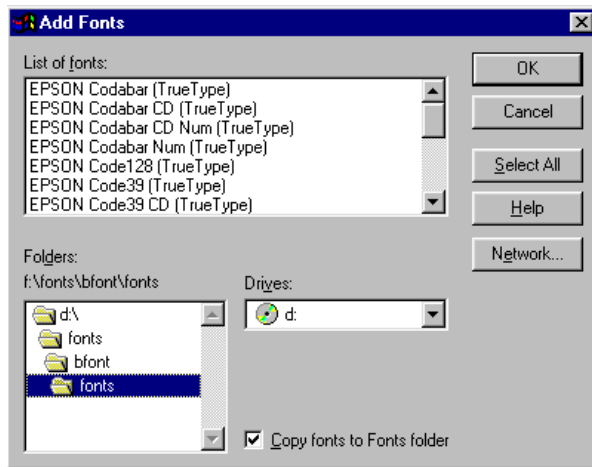 Add Fonts
List of fonts:
EPSON Codabar (TrueType)
EPSON Codabar CD (TrueType)
EPSON Codabar CD Num (TrueType)
EPSON Codabar Num (TrueType)
EPSON Code128 (TrueType)
EPSON Code39 (TrueType)
EPSON Code39 CD (TrueType)
OK
Cancel
Select All
Help
Network...
Folders:
f:\fonts\bfont\fonts
d:\
fonts
bfont
fonts
Drives:
d:
Copy fonts to Fonts folder